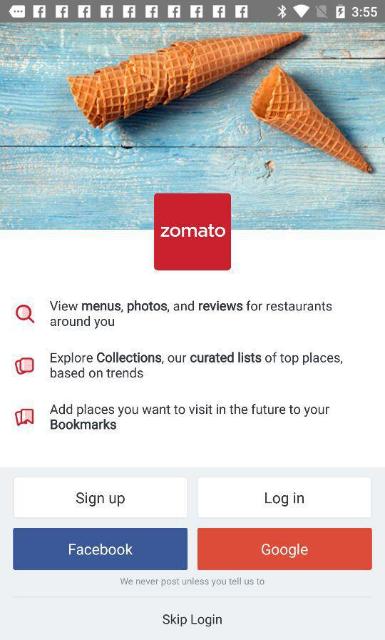 3:55
zomato
View menus, photos, and reviews for restaurants
around you
Explore Collections, our curated lists of top places,
based on trends
Add places you want to visit in the future to your
Bookmarks
Sign up
Log in
Facebook
Google
We never post unless you tell us to
Skip Login